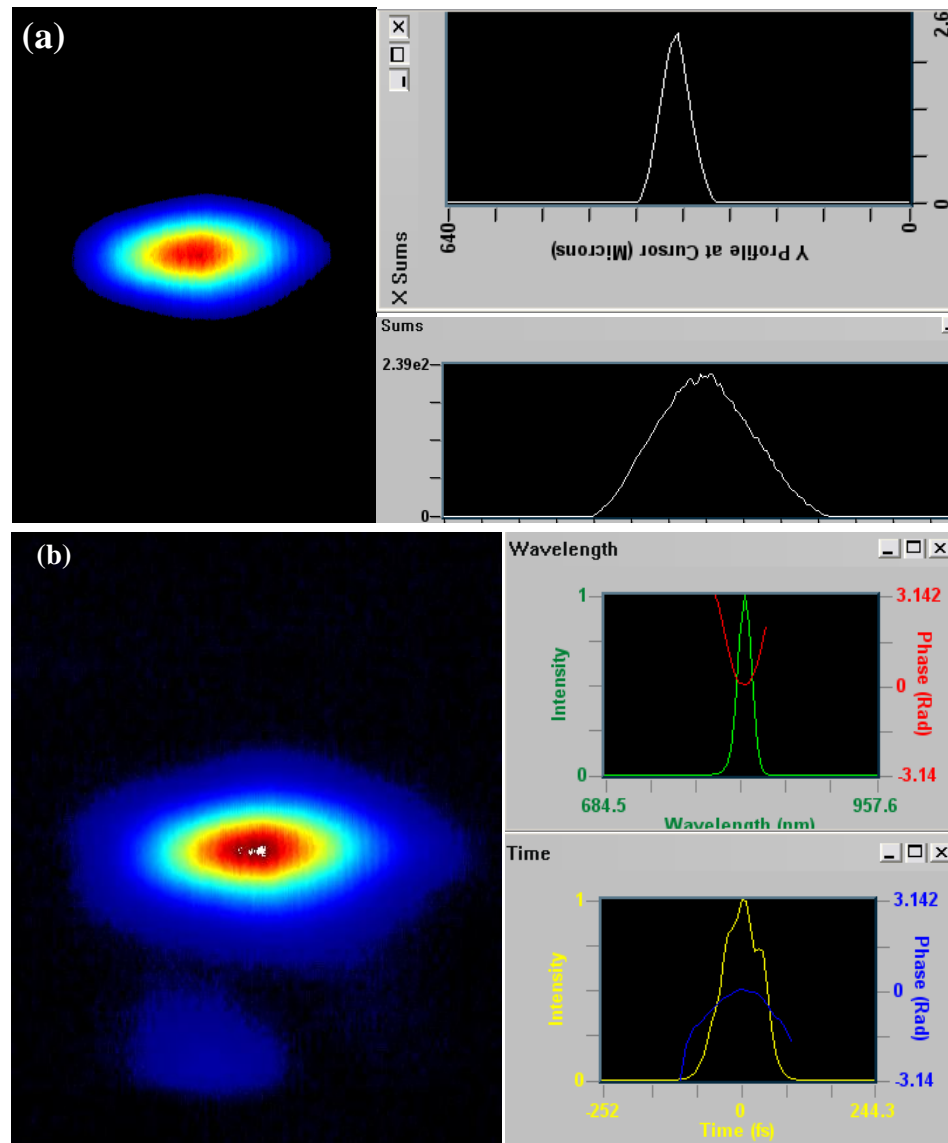 (a)
2.6
0
X Sums
640
0
Y Profile at Cursor (Microns)
Sums
2.39e2
0
(b)
Wavelength
1
3.142
Intensity
Phase (Rad)
0
0
-3.14
684.5
957.6
Wavelength (nm)
Time
1
3.142
Intensity
Phase (Rad)
0
0
-3.14
-252
0
244.3
Time (fs)